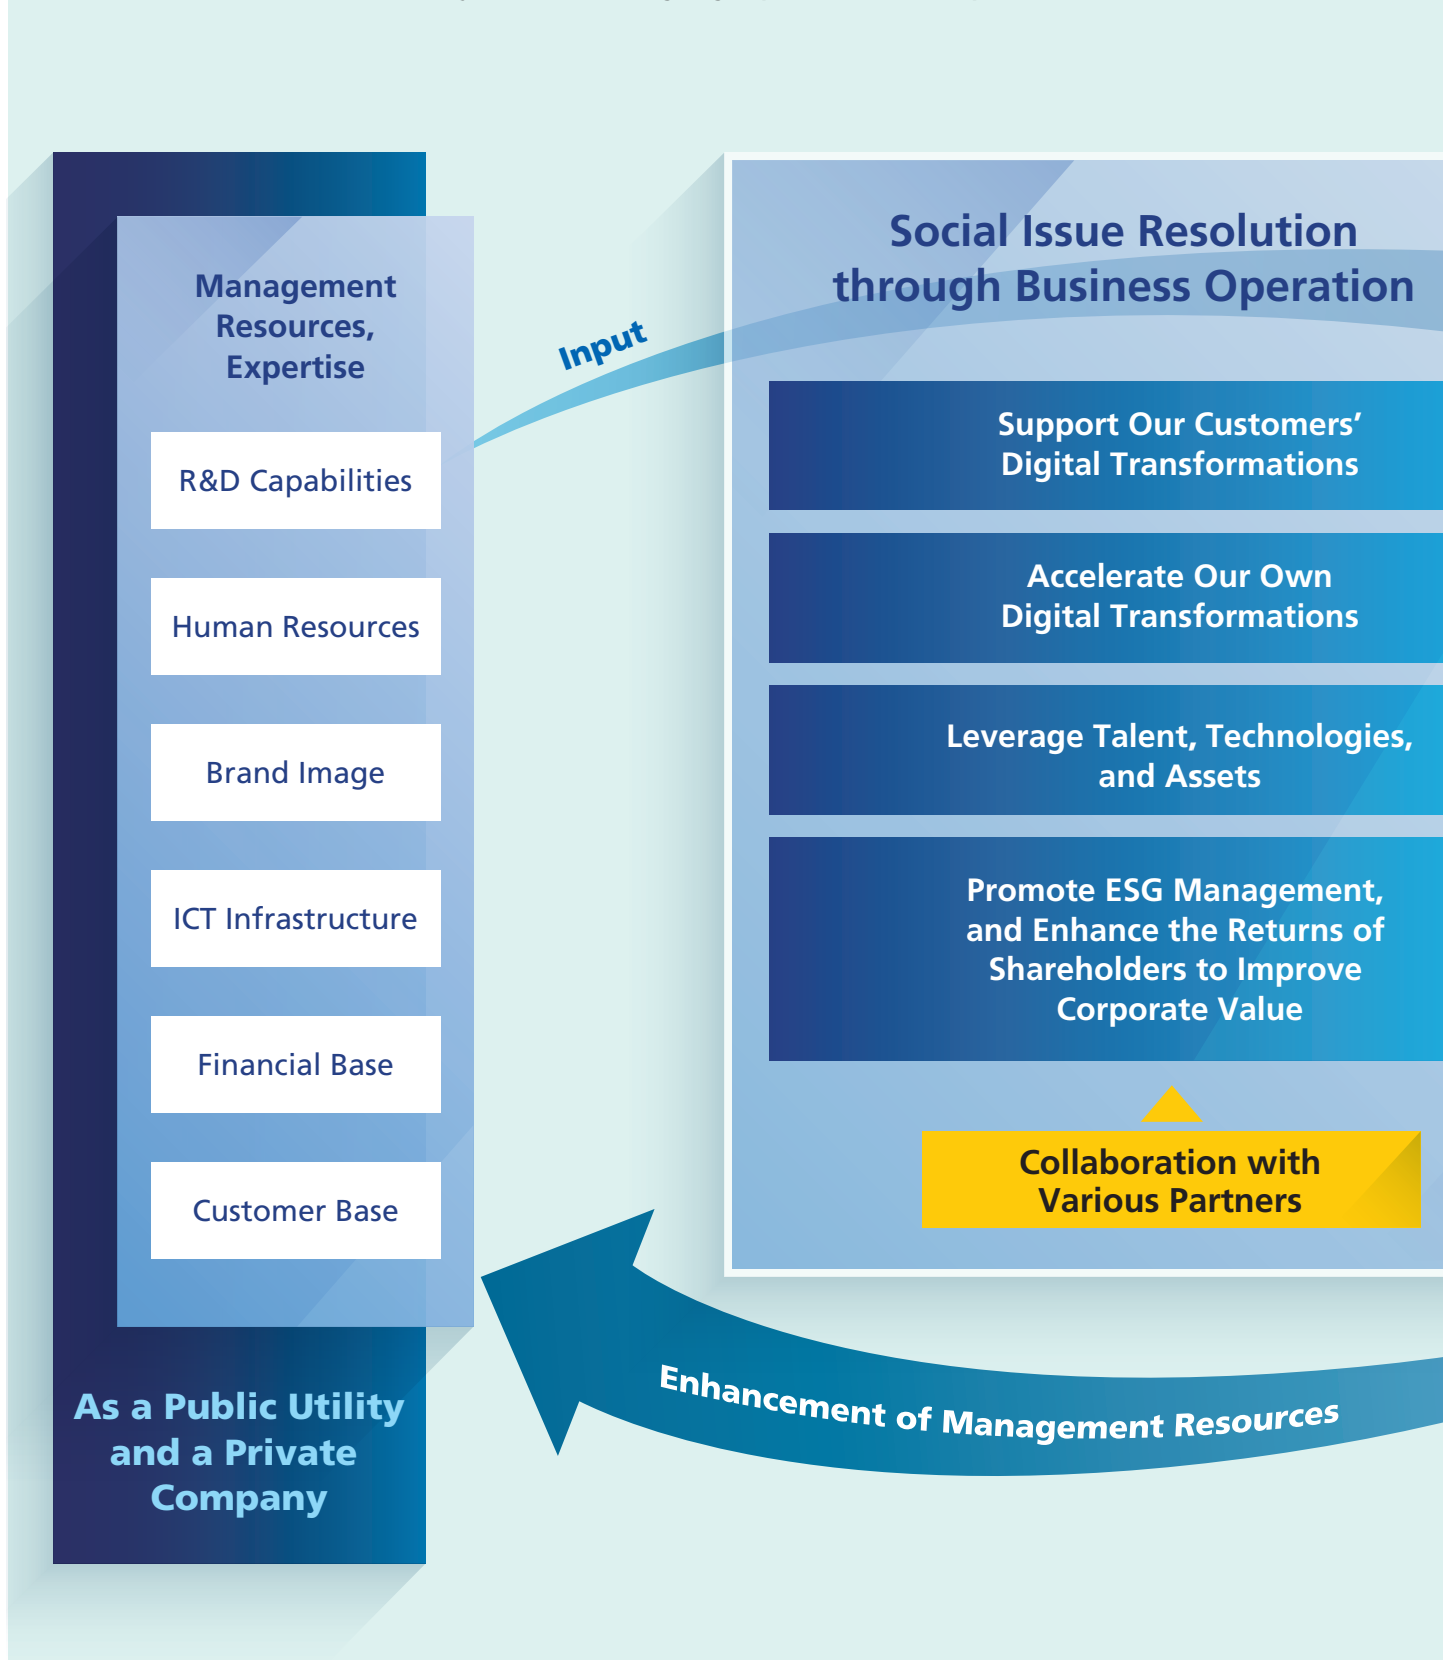 Management
Resources,
Expertise
R&D Capabilities
Human Resources
Brand Image
ICT Infrastructure
Financial Base
Customer Base
As a Public Utility
and a Private
Company
Input
Social Issue Resolution
through Business Operation
Support Our Customers’
Digital Transformations
Accelerate Our Own
Digital Transformations
Leverage Talent, Technologies,
and Assets
Promote ESG Management,
and Enhance the Returns of
Shareholders to Improve
Corporate Value
Collaboration with
Various Partners
Enhancement of Management Resources